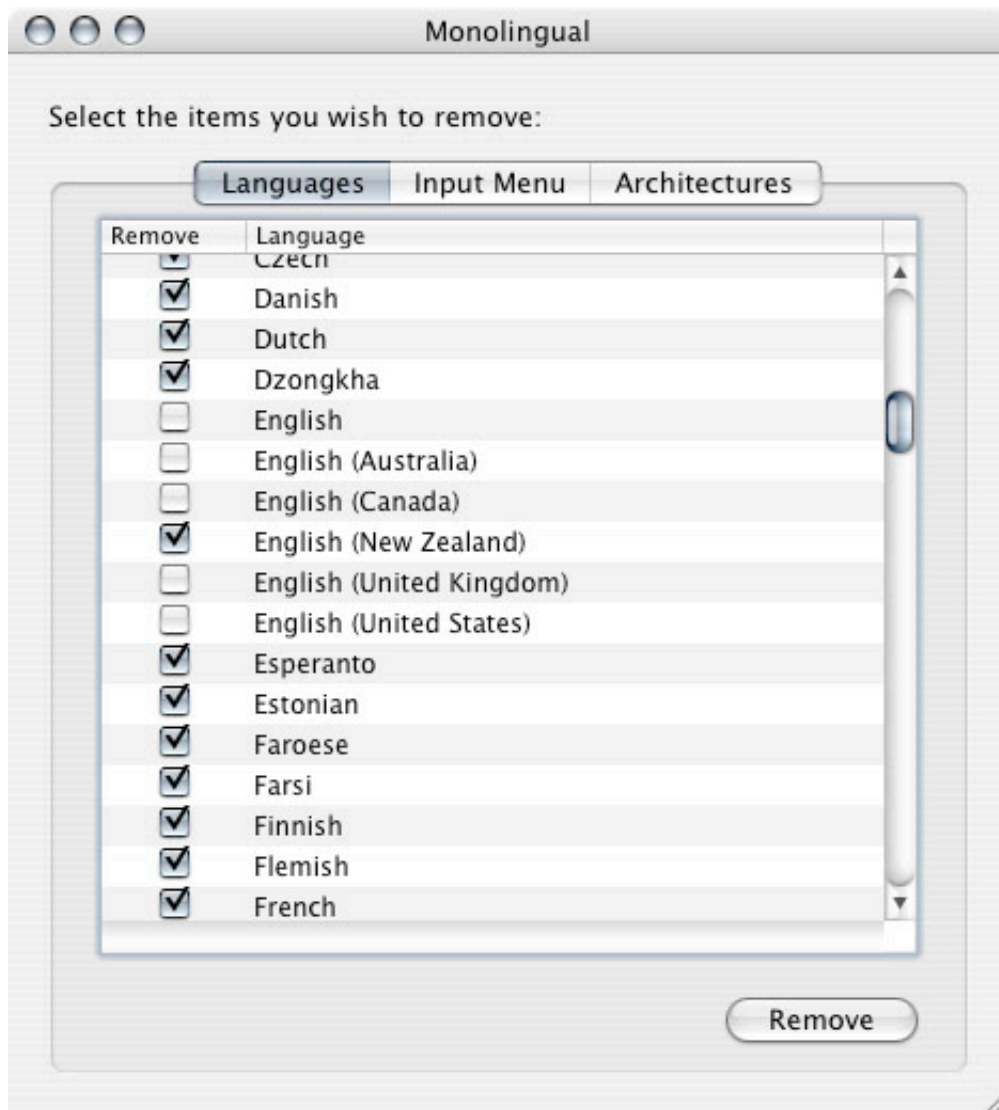 Monolingual
Select the items you wish to remove:
Languages Input Menu Architectures
Remove Language
Czech
Danish
Dutch
Dzongkha
English
English (Australia)
English (Canada)
English (New Zealand)
English (United Kingdom)
English (United States)
Esperanto
Estonian
Faroese
Farsi
Finnish
Flemish
French
Remove